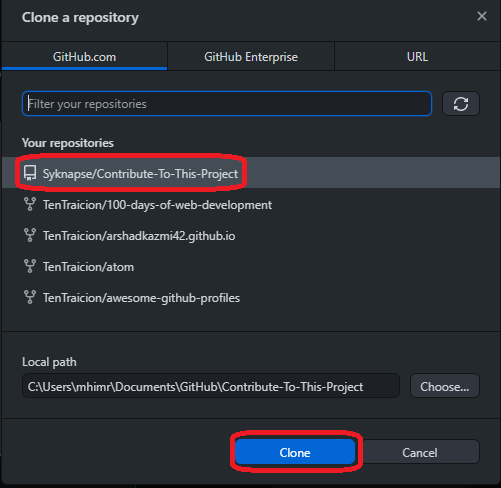 Clone a repository
GitHub.com
GitHub Enterprise
URL
Filter your repositories
Your repositories
Syknapse/Contribute-To-This-Project
TenTraicion/100-days-of-web-development
TenTraicion/arshadkazmi42.github.io
TenTraicion/atom
TenTraicion/awesome-github-profiles
Local path
C:\Users\mhimr\Documents\GitHub\Contribute-To-This-Project
Choose...
Clone
Cancel